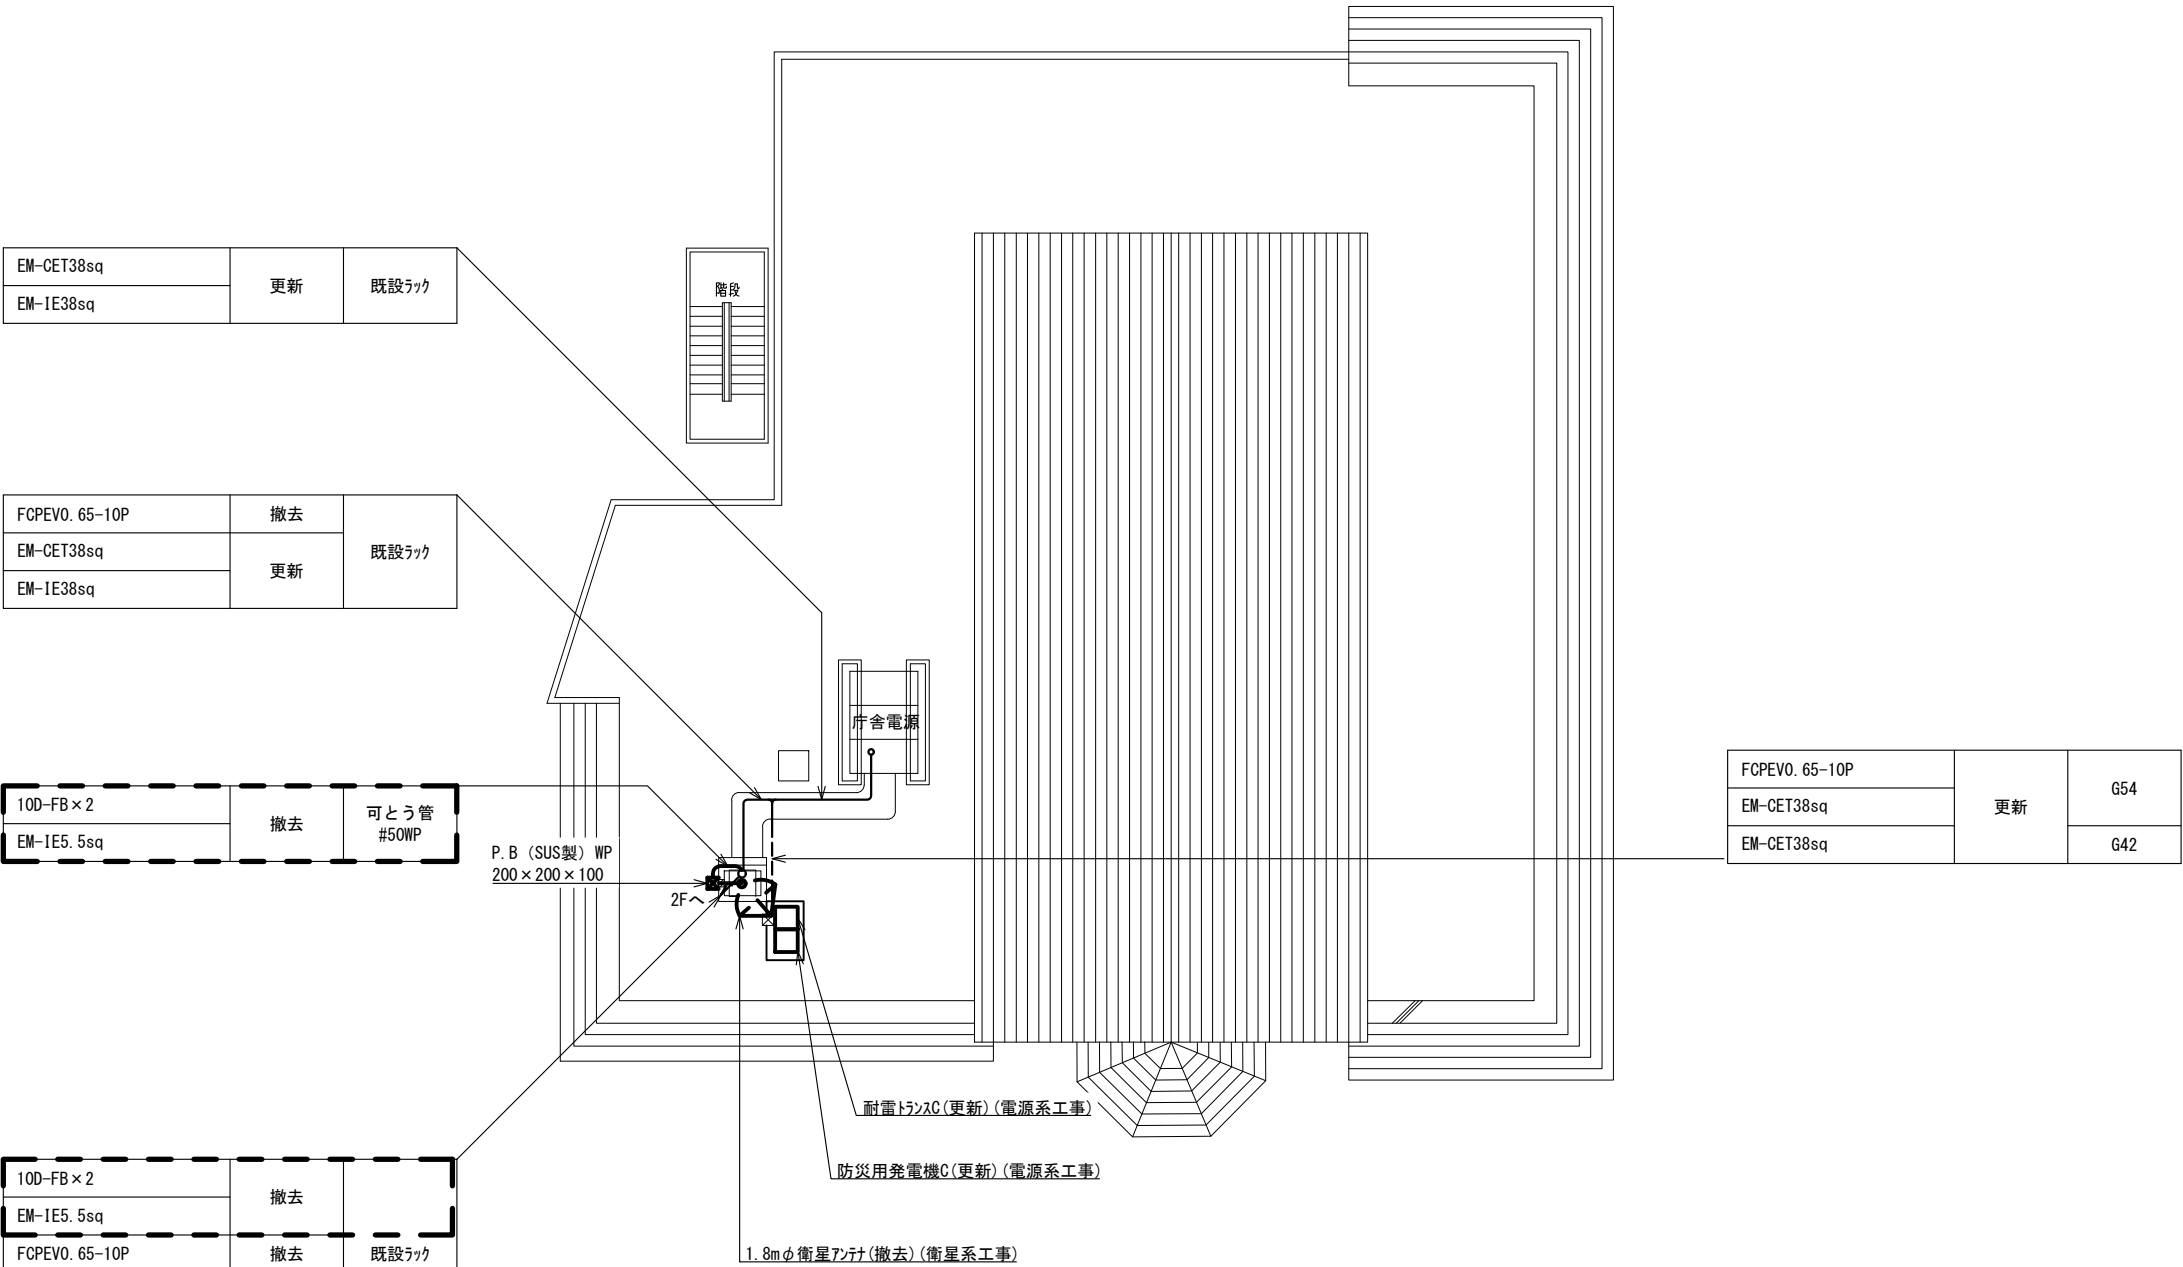 EM-CET38sq
EM-IE38sq
更新
既設ﾗｯｸ
階段
FCPEV0.65-10P
撤去
EM-CET38sq
EM-IE38sq
更新
既設ﾗｯｸ
庁舎電源
10D-FB×2
EM-IE5.5sq
撤去
可とう管
#50WP
P.B（SUS製）WP
200×200×100
2Fへ
FCPEV0.65-10P
EM-CET38sq
EM-CET38sq
更新
G54
G42
耐雷ﾄﾗﾝｽC(更新)(電源系工事)
防災用発電機C(更新)(電源系工事)
1.8mφ衛星ｱﾝﾃﾅ(撤去)(衛星系工事)
10D-FB×2
EM-IE5.5sq
撤去
FCPEV0.65-10P
撤去
既設ﾗｯｸ